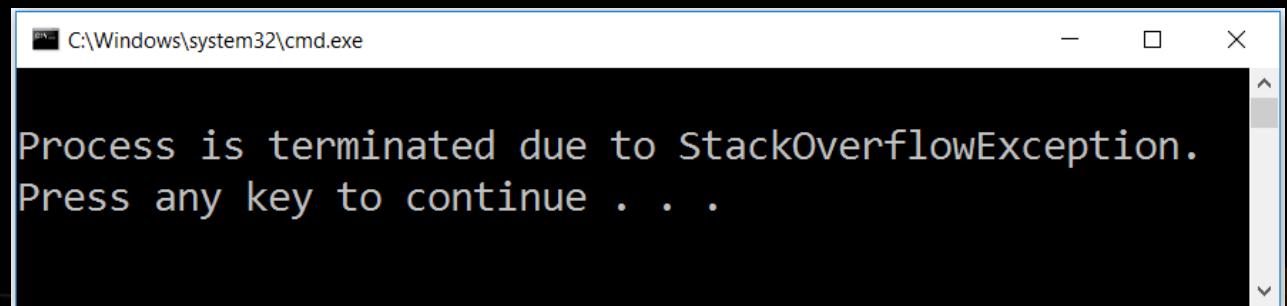 C:\Windows\system32\cmd.exe
Process is terminated due to StackOverflowException.
Press any key to continue . . .